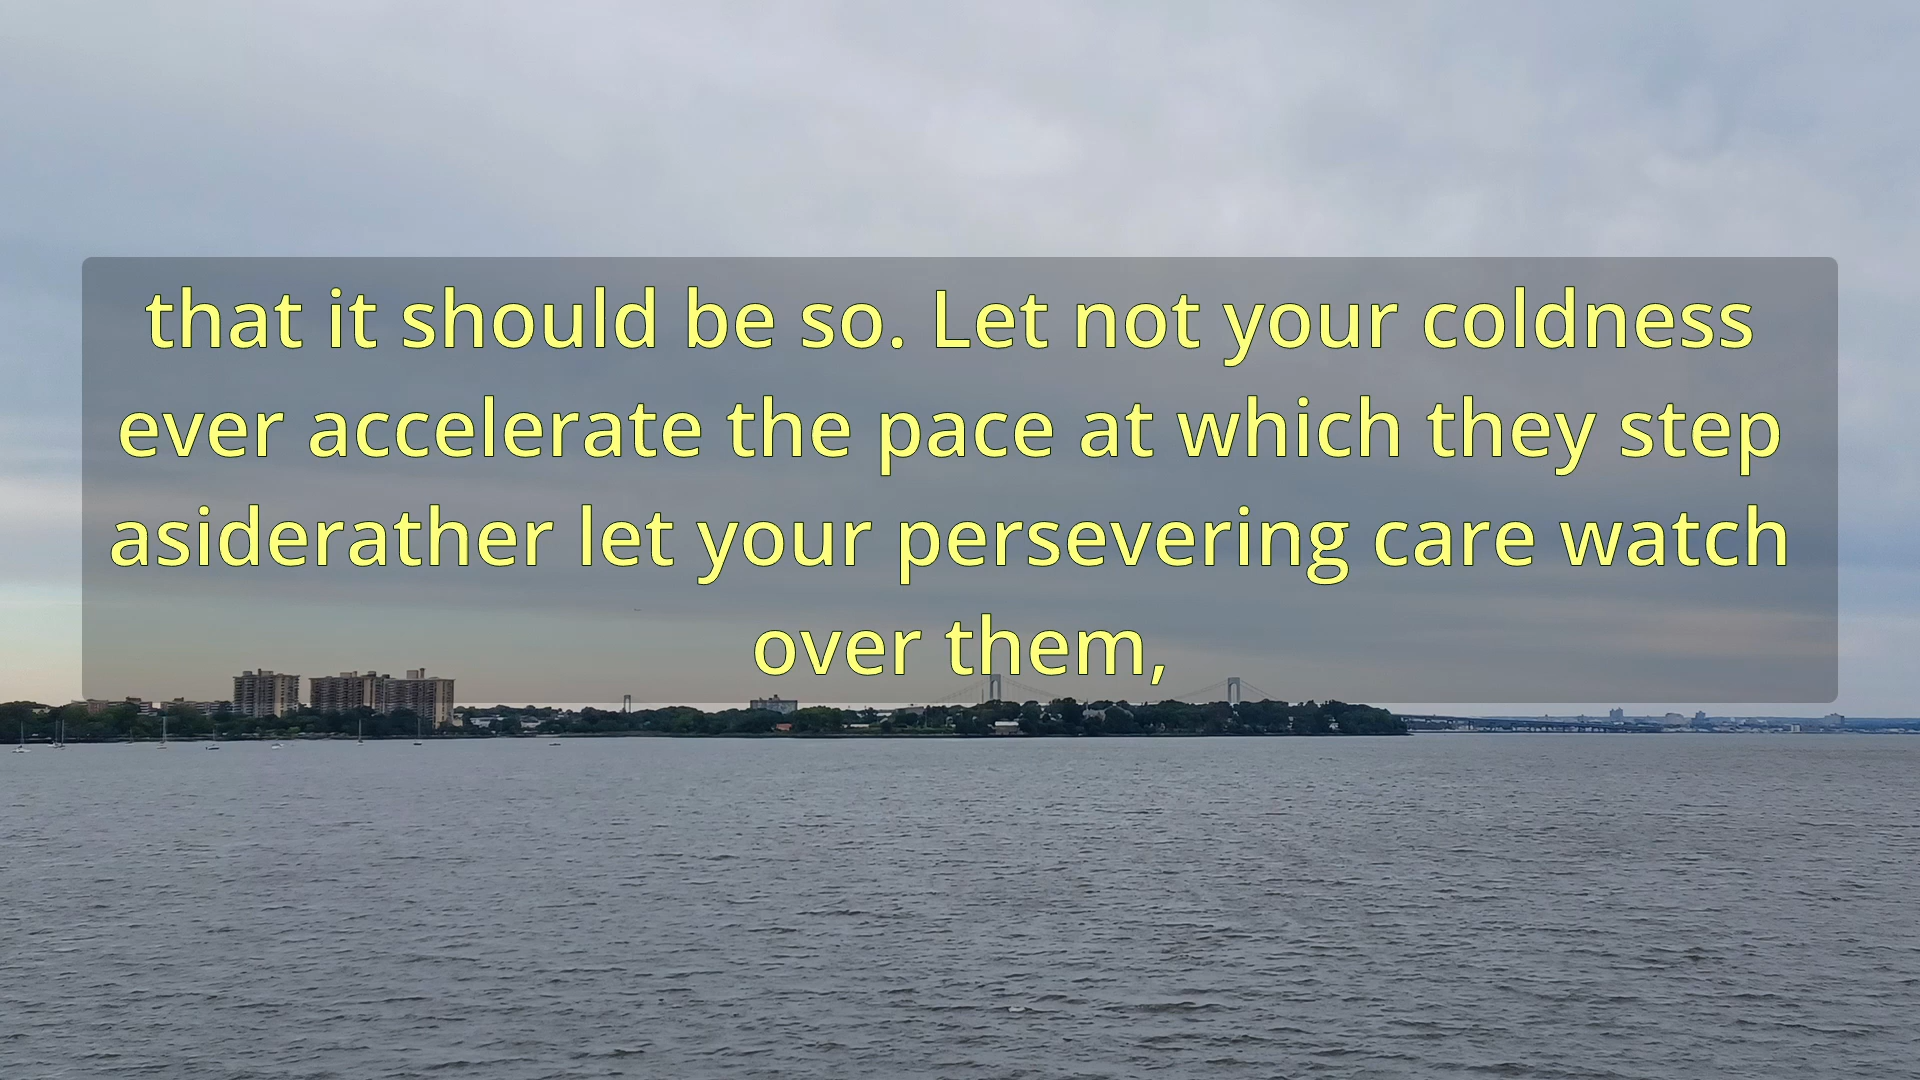 that it should be so. Let not your coldness
ever accelerate the pace at which they step
asiderather let your persevering care watch
over them,